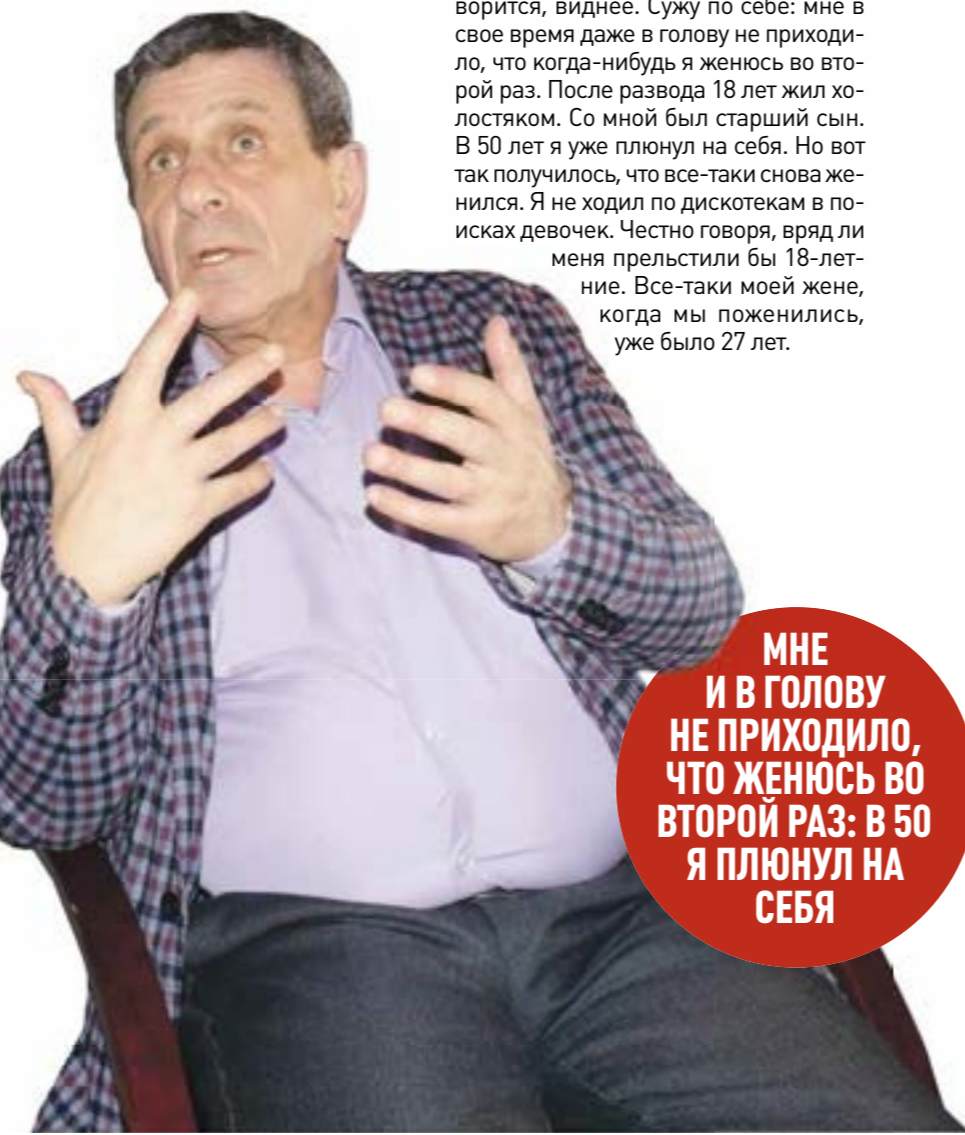 ворится, виднее. Сужу по себе: мне в
свое время даже в голову не приходи-
ло, что когда-нибудь я женюсь во вто-
рой раз. После развода 18 лет жил хо-
лостяком. Со мной был старший сын.
В 50 лет я уже плюнул на себя. Но вот
так получилось, что все-таки снова же-
нился. Я не ходил по дискотекам в по-
исках девочек. Честно говоря, вряд ли
меня прельстили бы 18-лет-
ние. Все-таки моей жене,
когда мы поженились,
уже было 27 лет.
МНЕ
И В ГОЛОВУ
НЕ ПРИХОДИЛО,
ЧТО ЖЕНЮСЬ ВО
ВТОРОЙ РАЗ: В 50
Я ПЛЮНУЛ НА
СЕБЯ